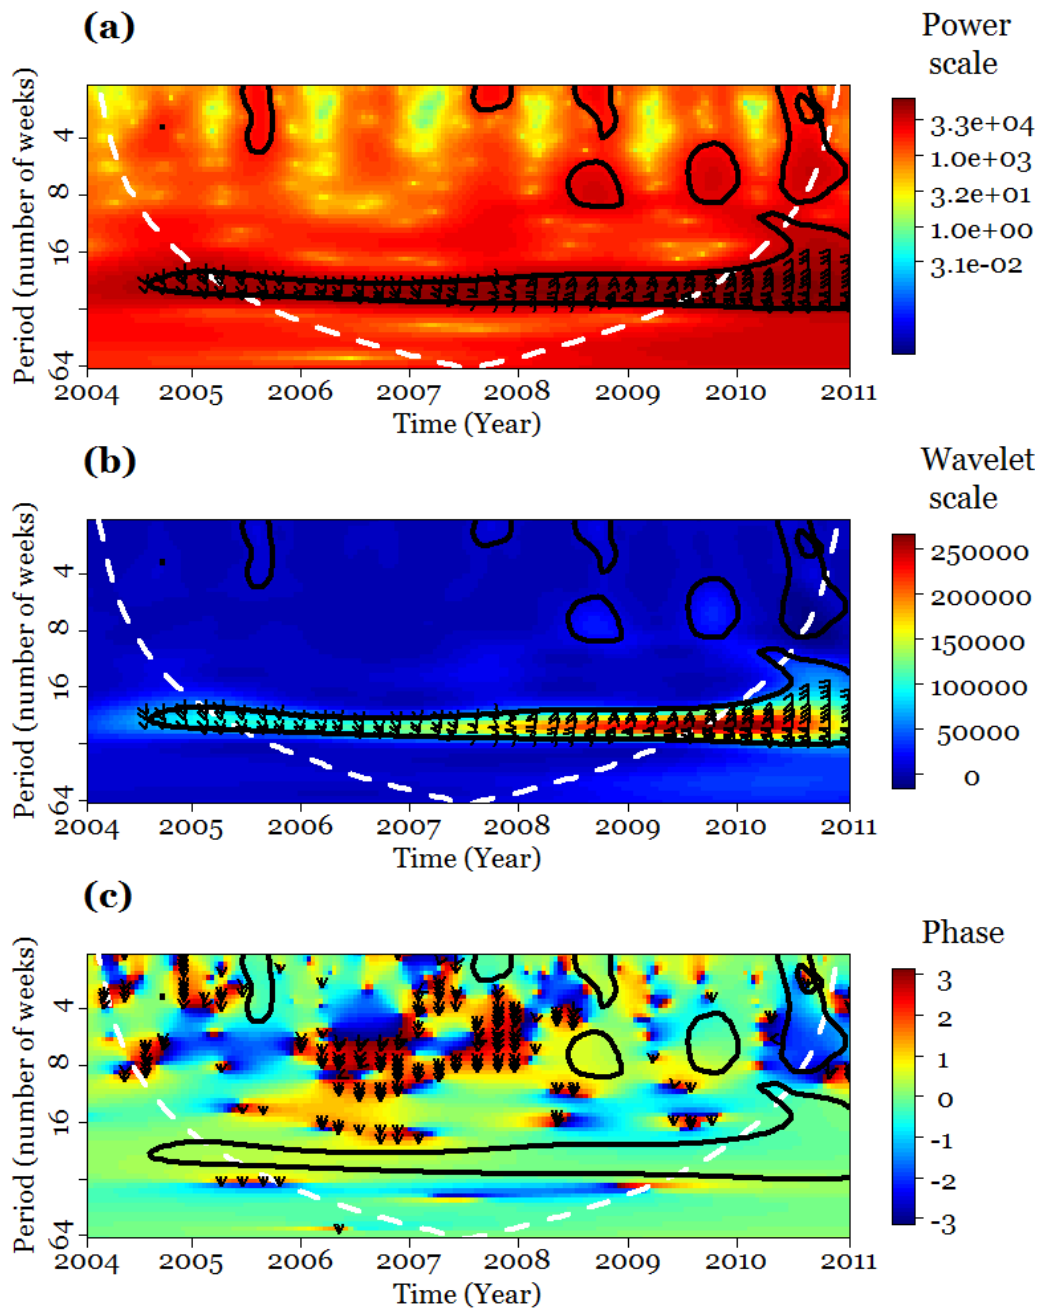 (a)
Power
scale
Period (number of weeks)
4
8
16
64
3.3e+04
1.0e+03
3.2e+01
1.0e+00
3.1e-02
2004 2005 2006 2007 2008 2009 2010 2011
Time (Year)
(b)
Wavelet
scale
Period (number of weeks)
4
8
16
64
250000
200000
150000
100000
50000
0
2004 2005 2006 2007 2008 2009 2010 2011
Time (Year)
(c)
Phase
Period (number of weeks)
4
8
16
64
3
2
1
0
-1
-2
-3
2004 2005 2006 2007 2008 2009 2010 2011
Time (Year)